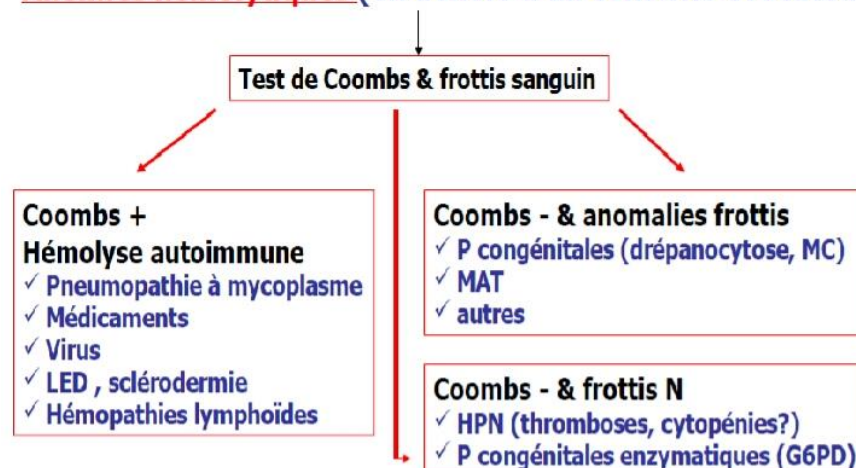 Test de Coombs & frottis sanguin
Coombs +
Hémolyse autoimmune
✓ Pneumopathie à mycoplasme
✓ Médicaments
✓ Virus
✓ LED , sclérodermie
✓ Hémopathies lymphoïdes
Coombs - & anomalies frottis
✓ P congénitales (drépanocytose, MC)
✓ MAT
✓ autres
Coombs - & frottis N
✓ HPN (thromboses, cytopénies?)
✓ P congénitales enzymatiques (G6PD)